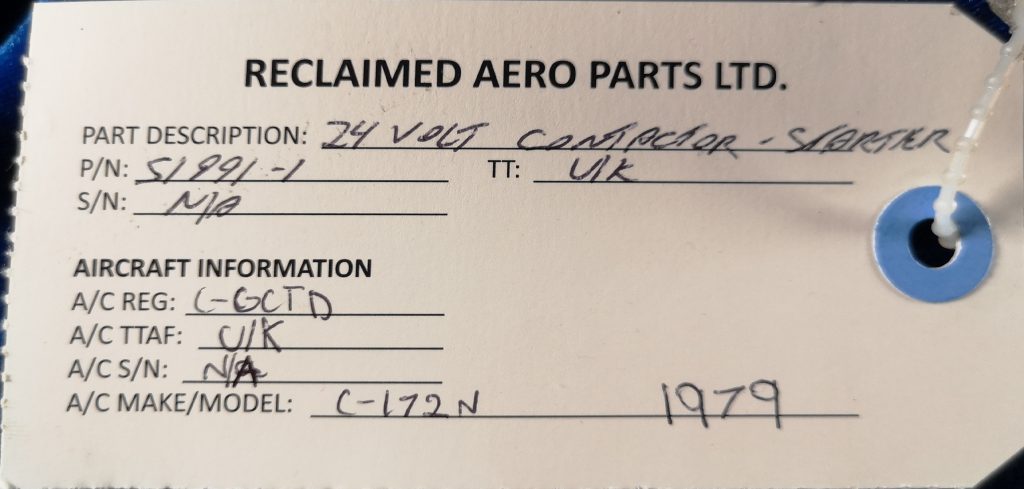 RECLAIMED AERO PARTS LTD.
PART DESCRIPTION: 24 VOLT CONTACTOR - STARTER
P/N: S1991-1 TT: U/K
S/N: N/A
AIRCRAFT INFORMATION
A/C REG: C-GCTD
A/C TTAF: U/K
A/C S/N: N/A
A/C MAKE/MODEL: C-172N 1979